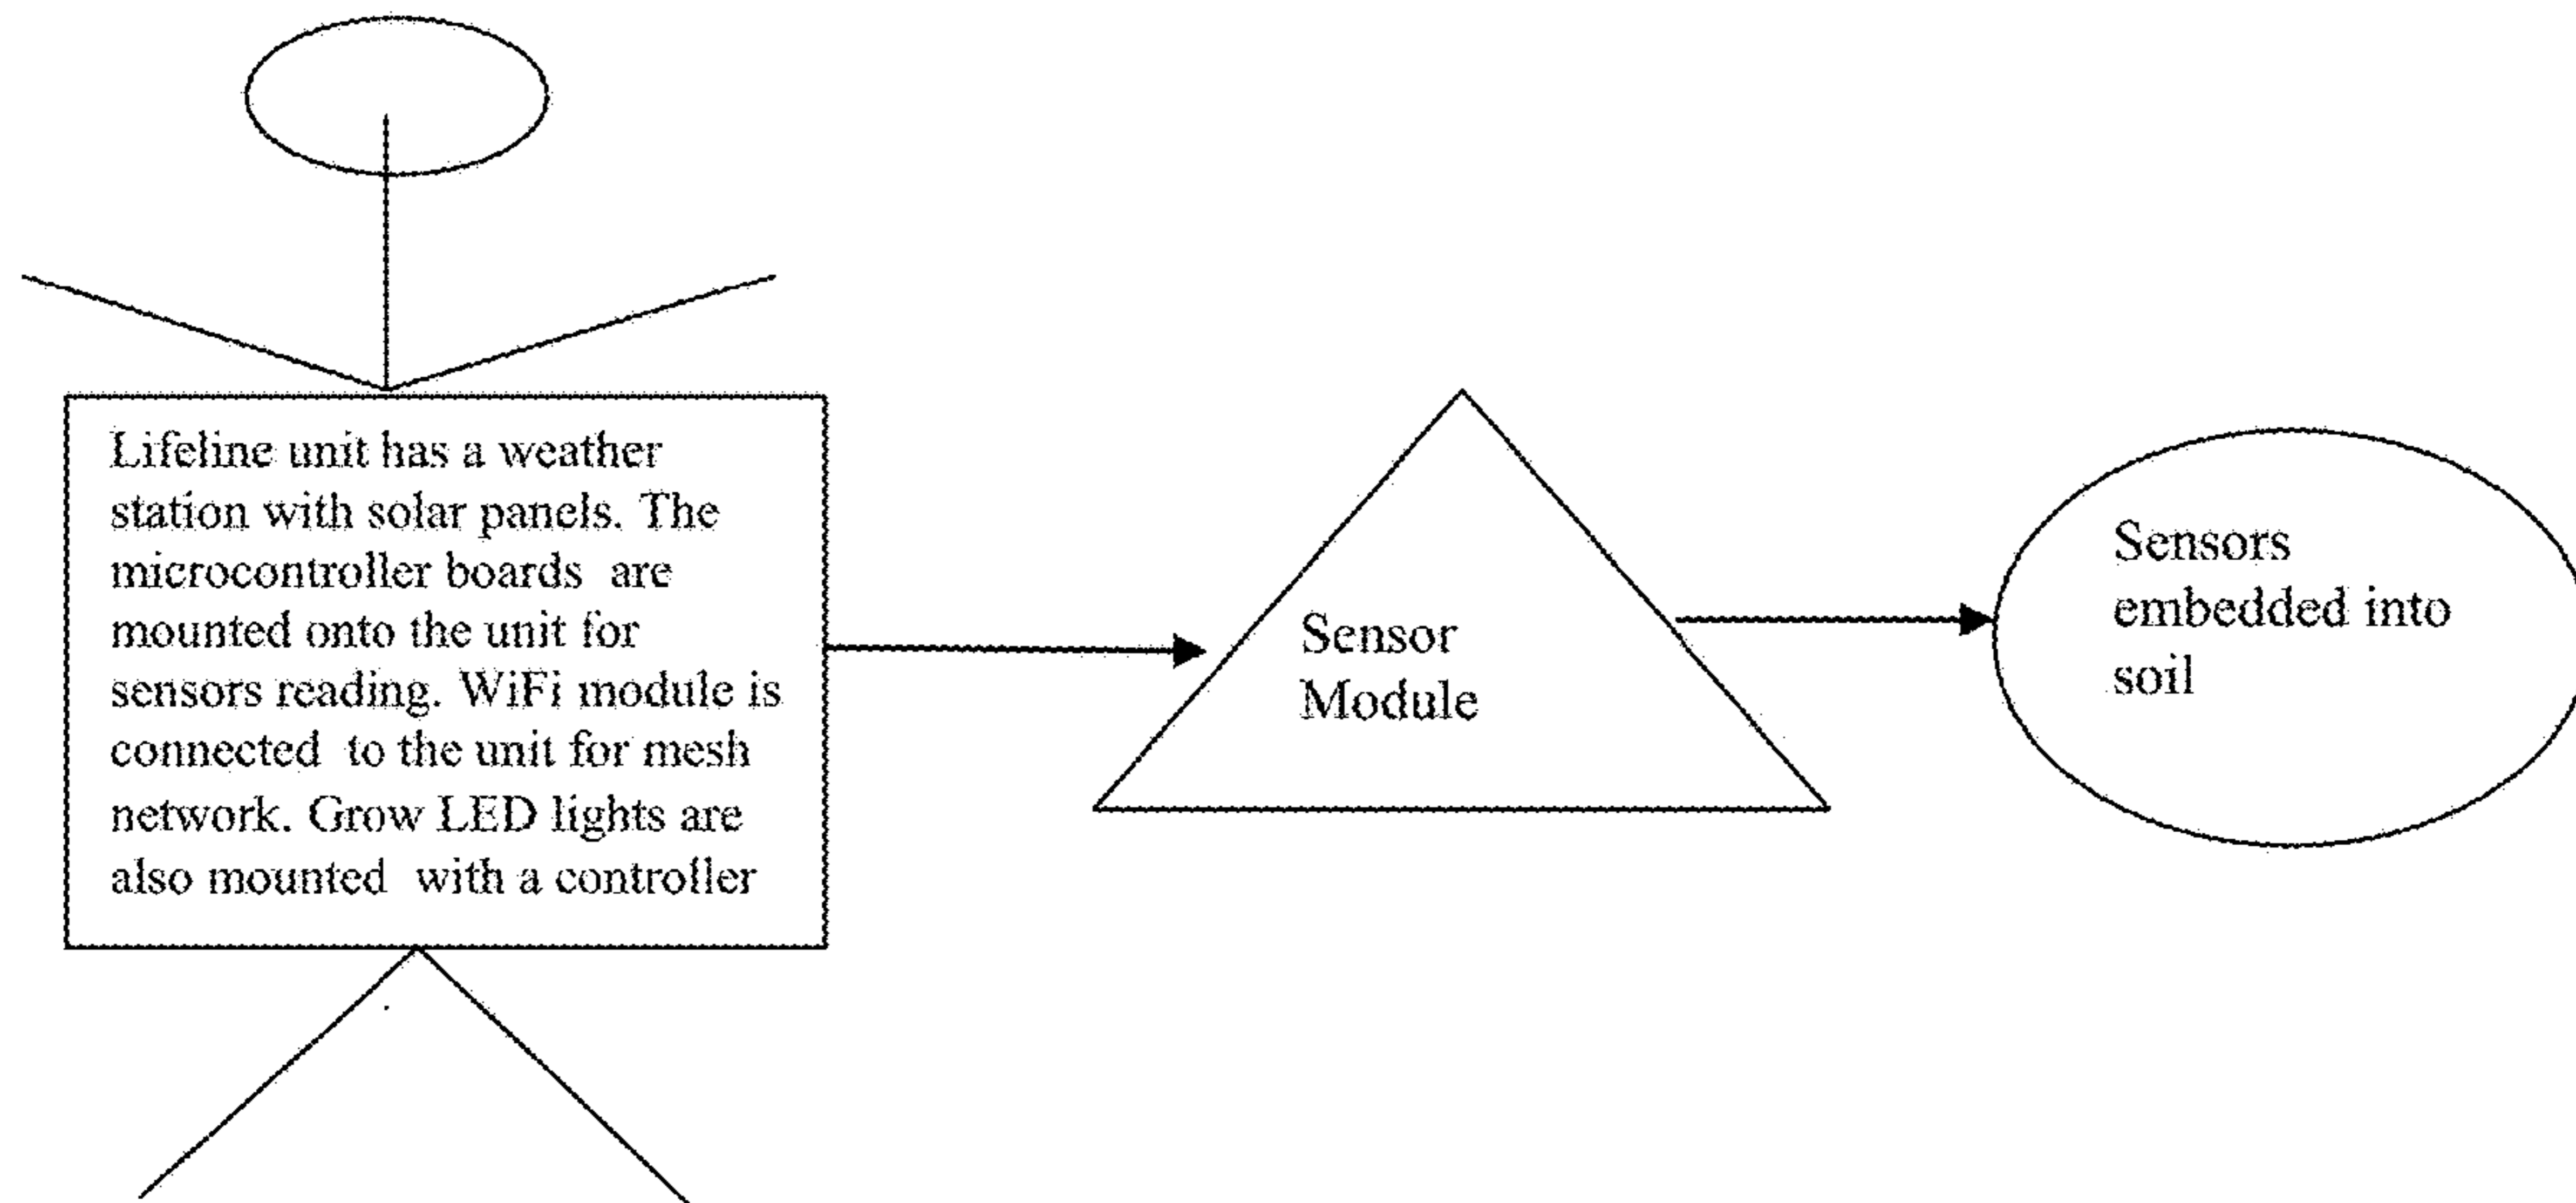 Lifeline unit has a weather
station with solar panels. The
microcontroller boards are
mounted onto the unit for
sensors reading. WiFi module is
connected to the unit for mesh
network. Grow LED lights are
also mounted with a controller
Sensor
Module
Sensors
embedded into
soil